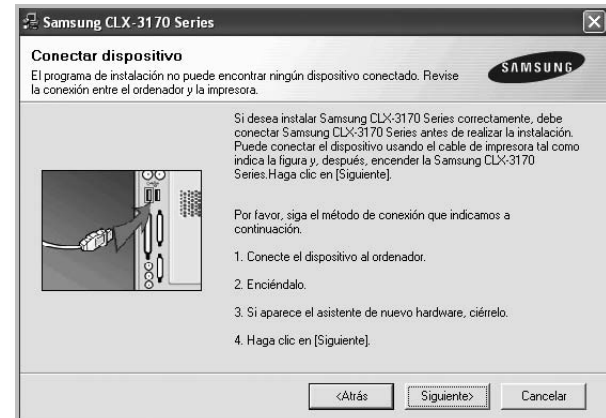 Samsung CLX-3170 Series
Conectar dispositivo
El programa de instalación no puede encontrar ningún dispositivo conectado. Revise
la conexión entre el ordenador y la impresora.
SAMSUNG
Si desea instalar Samsung CLX-3170 Series correctamente, debe
conectar Samsung CLX-3170 Series antes de realizar la instalación.
Puede conectar el dispositivo usando el cable de impresora tal como
indica la figura y, después, encender la Samsung CLX-3170
Series.Haga clic en [Siguiente].
Por favor, siga el método de conexión que indicamos a
continuación.
1. Conecte el dispositivo al ordenador.
2. Enciéndalo.
3. Si aparece el asistente de nuevo hardware, ciérrelo.
4. Haga clic en [Siguiente].
<Atrás
Siguiente>
Cancelar